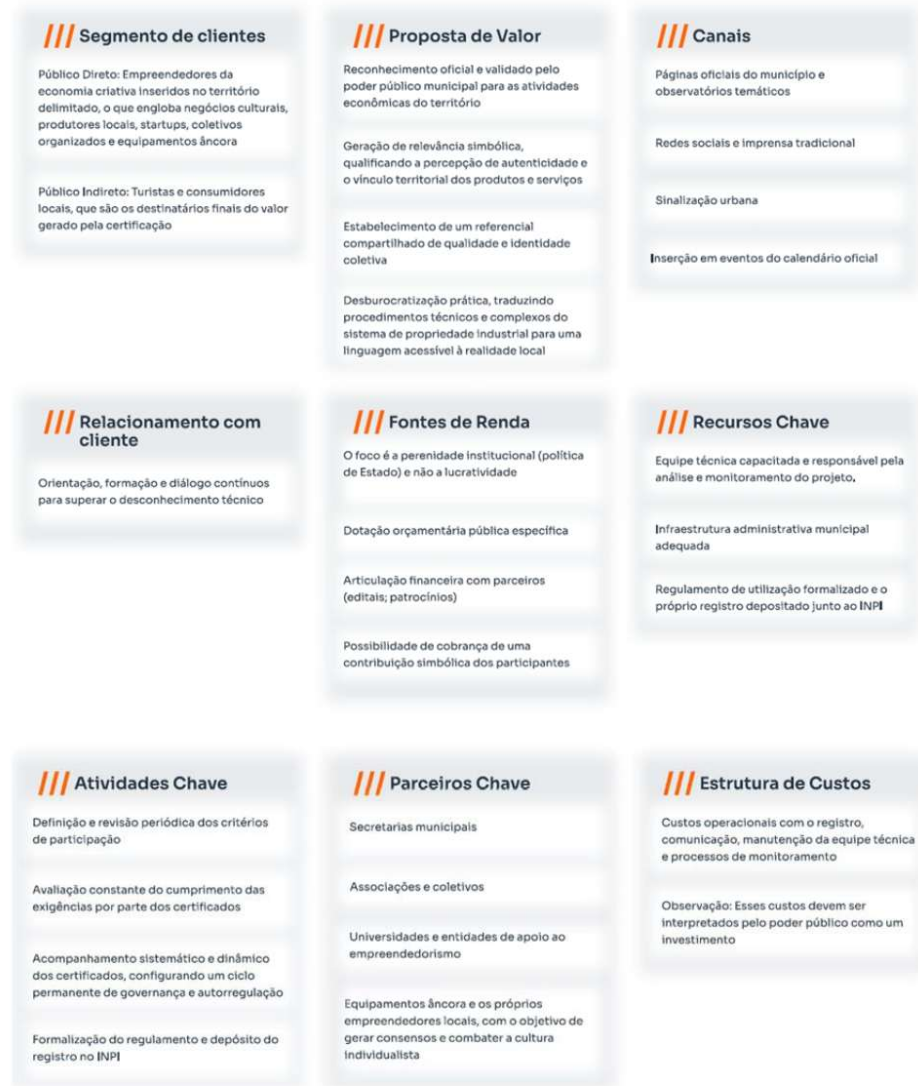 /// Segmento de clientes
Público Direto: Empreendedores da
economia criativa inseridos no território
delimitado, o que engloba negócios culturais,
produtores locais, startups, coletivos
organizados e equipamentos âncora
Público Indireto: Turistas e consumidores
locais, que são os destinatários finais do valor
gerado pela certificação
/// Proposta de Valor
Reconhecimento oficial e validado pelo
poder público municipal para as atividades
econômicas do território
Geração de relevância simbólica,
qualificando a percepção de autenticidade e
o vínculo territorial dos produtos e serviços
Estabelecimento de um referencial
compartilhado de qualidade e identidade
coletiva
Desburocratização prática, traduzindo
procedimentos técnicos e complexos do
sistema de propriedade industrial para uma
linguagem acessível à realidade local
/// Canais
Páginas oficiais do município e
observatórios temáticos
Redes sociais e imprensa tradicional
Sinalização urbana
Inserção em eventos do calendário oficial
/// Relacionamento com
cliente
Orientação, formação e diálogo contínuos
para superar o desconhecimento técnico
/// Fontes de Renda
O foco é a perenidade institucional (política
de Estado) e não a lucratividade
Dotação orçamentária pública específica
Articulação financeira com parceiros
(editais; patrocínios)
Possibilidade de cobrança de uma
contribuição simbólica dos participantes
/// Recursos Chave
Equipe técnica capacitada e responsável pela
análise e monitoramento do projeto.
Infraestrutura administrativa municipal
adequada
Regulamento de utilização formalizado e o
próprio registro depositado junto ao INPI
/// Atividades Chave
Definição e revisão periódica dos critérios
de participação
Avaliação constante do cumprimento das
exigências por parte dos certificados
Acompanhamento sistemático e dinâmico
dos certificados, configurando um ciclo
permanente de governança e autorregulação
Formalização do regulamento e depósito do
registro no INPI
/// Parceiros Chave
Secretarias municipais
Associações e coletivos
Universidades e entidades de apoio ao
empreendedorismo
Equipamentos âncora e os próprios
empreendedores locais, com o objetivo de
gerar consensos e combater a cultura
individualista
/// Estrutura de Custos
Custos operacionais com o registro,
comunicação, manutenção da equipe técnica
e processos de monitoramento
Observação: Esses custos devem ser
interpretados pelo poder público como um
investimento